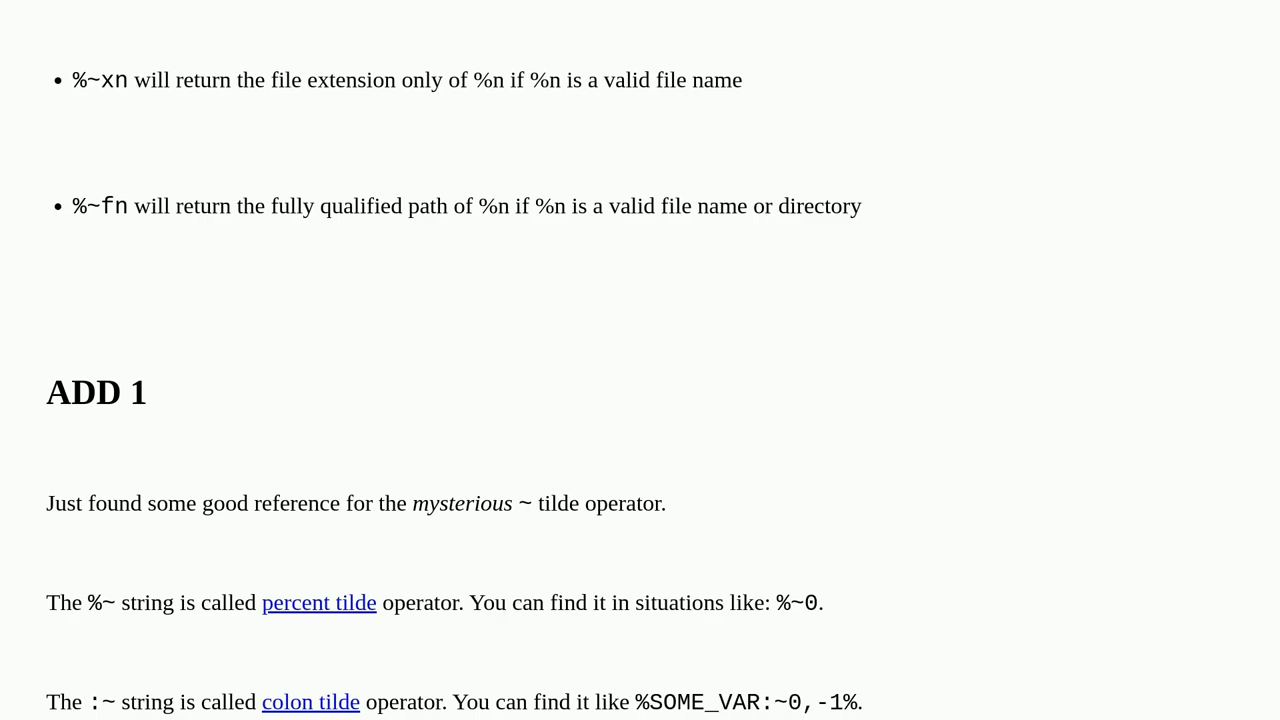 • %~xn will return the file extension only of %n if %n is a valid file name
• %~fn will return the fully qualified path of %n if %n is a valid file name or directory
ADD 1
Just found some good reference for the mysterious ~ tilde operator.
The %~ string is called percent tilde operator. You can find it in situations like: %~0.
The :~ string is called colon tilde operator. You can find it like %SOME_VAR:~0,-1%.